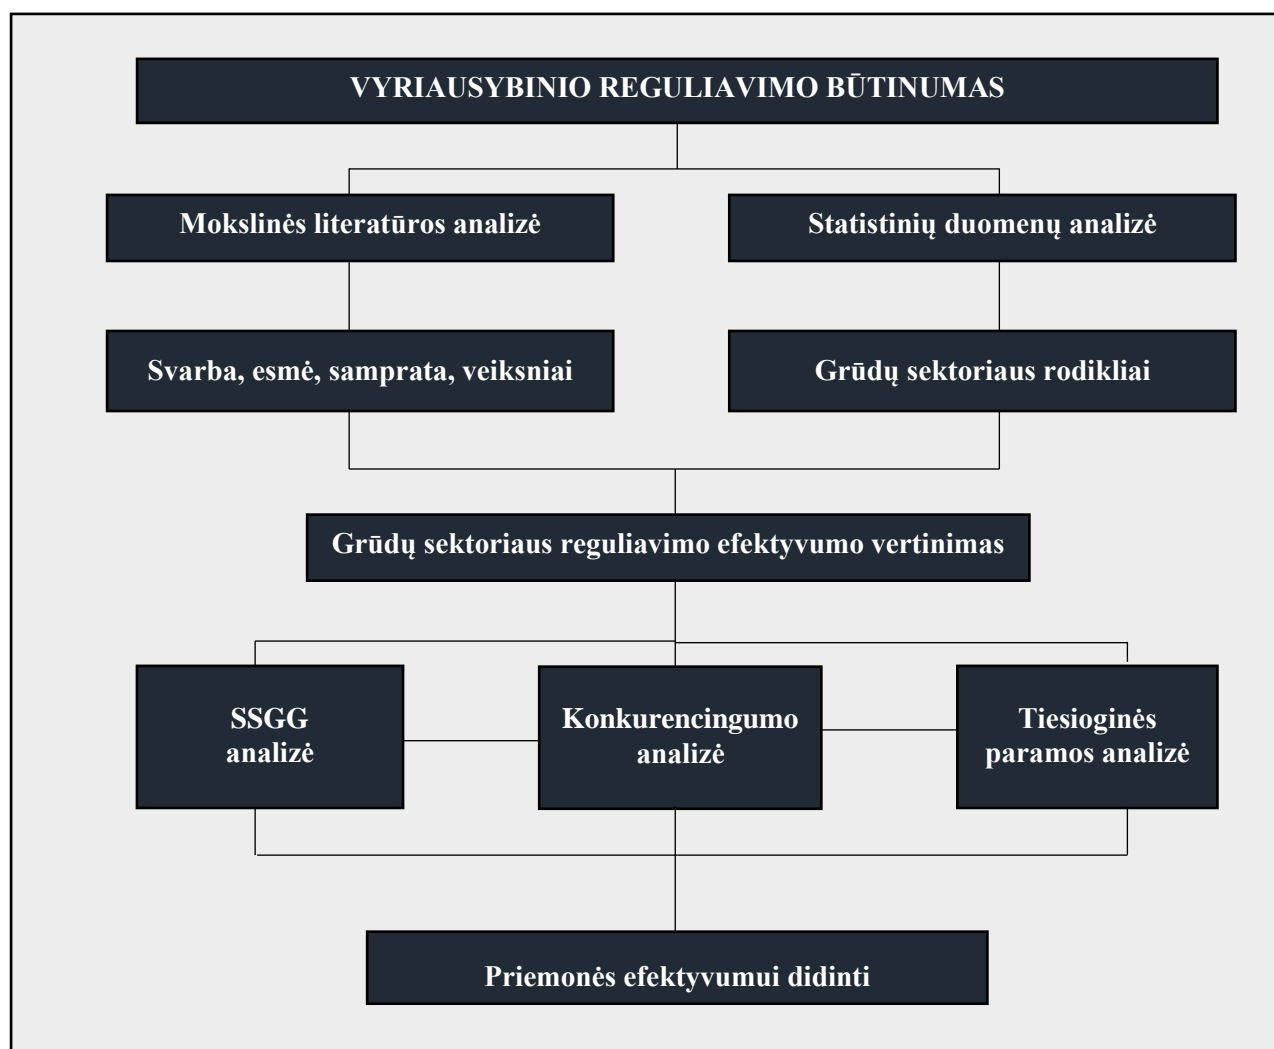 VYRIAUSYBINIO REGULIAVIMO BŪTINUMAS
Mokslinės literatūros analizė
Statistinių duomenų analizė
Svarba, esmė, samprata, veiksniai
Grūdų sektoriaus rodikliai
Grūdų sektoriaus reguliavimo efektyvumo vertinimas
SSGG
analizė
Konkurencingumo
analizė
Tiesioginės
paramos analizė
Priemonės efektyvumui didinti